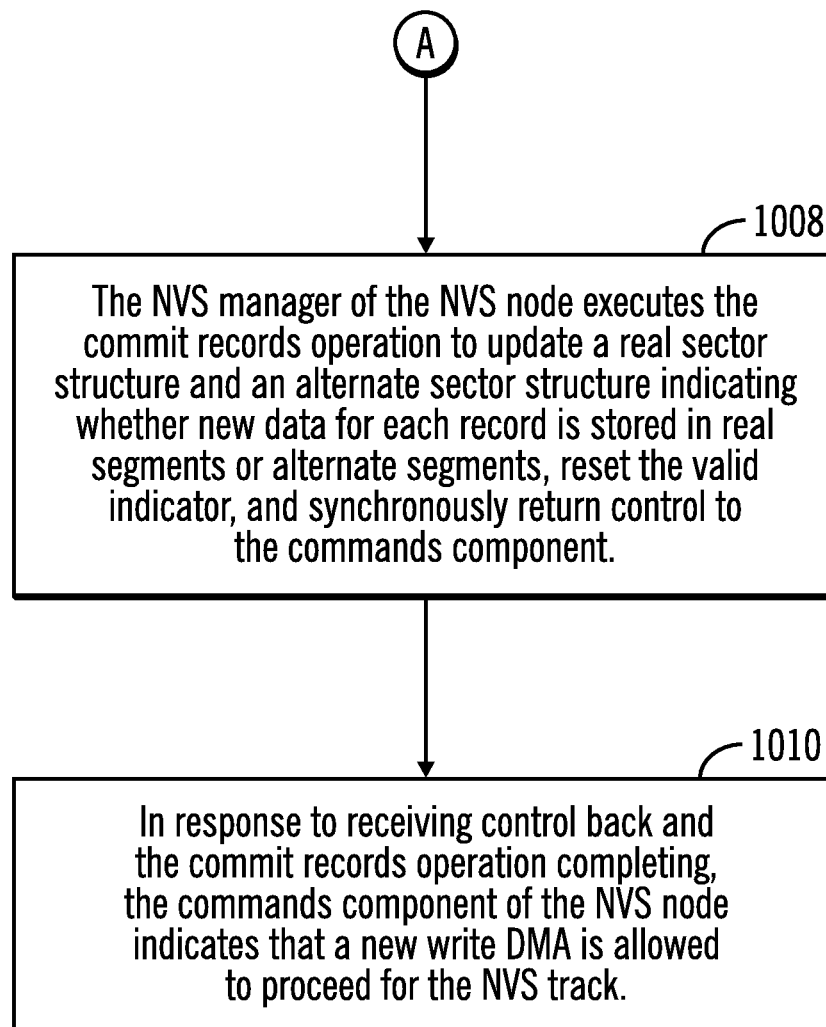 A
1008
The NVS manager of the NVS node executes the
commit records operation to update a real sector
structure and an alternate sector structure indicating
whether new data for each record is stored in real
segments or alternate segments, reset the valid
indicator, and synchronously return control to
the commands component.
1010
In response to receiving control back and
the commit records operation completing,
the commands component of the NVS node
indicates that a new write DMA is allowed
to proceed for the NVS track.